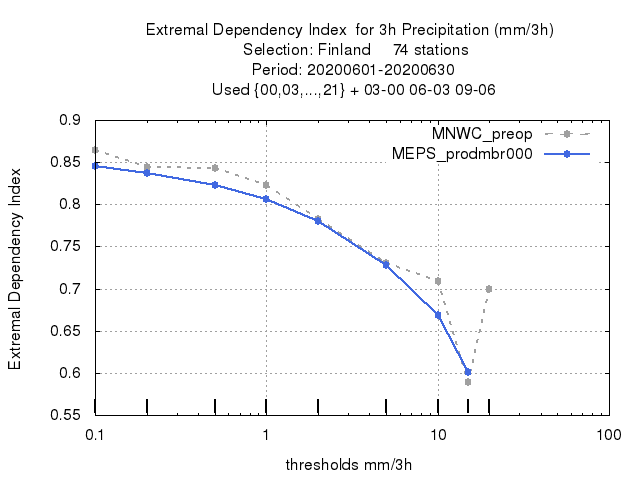 Extremal Dependency Index  for 3h Precipitation (mm/3h)
Selection: Finland     74 stations
Period: 20200601-20200630
Used {00,03,...,21} + 03-00 06-03 09-06
MNWC_preop
MEPS_prodmbr000
Extremal Dependency Index
0.9
0.85
0.8
0.75
0.7
0.65
0.6
0.55
0.1 1 10 100
thresholds mm/3h